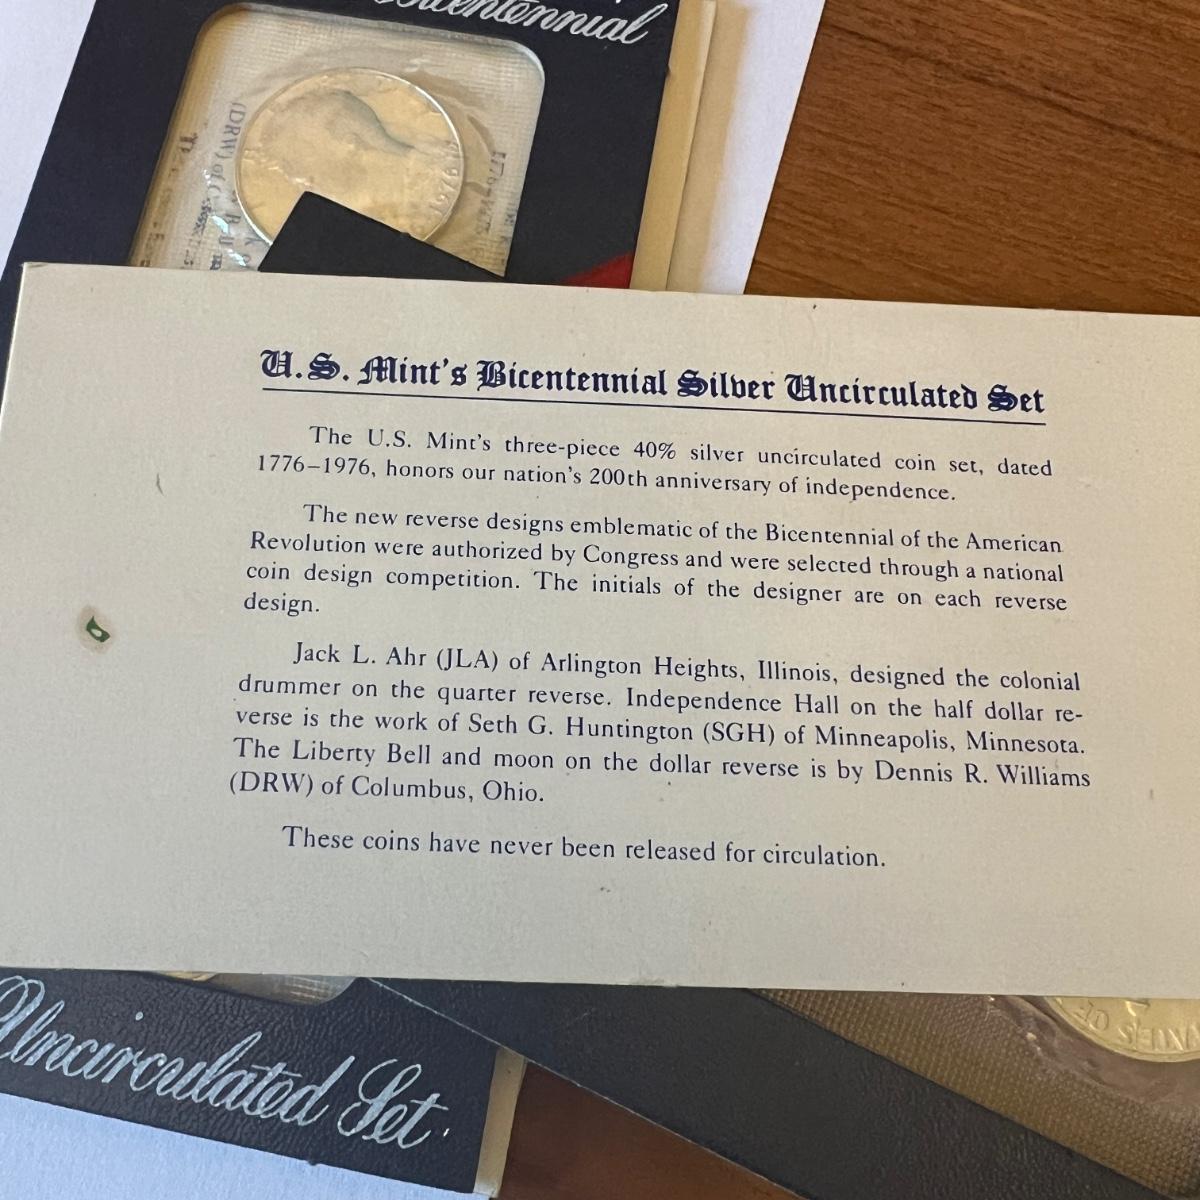 Bicentennial
(DRW) of C
U.S. Mint's Bicentennial Silver Uncirculated Set
The U.S. Mint's three-piece 40% silver uncirculated coin set, dated
1776–1976, honors our nation's 200th anniversary of independence.
The new reverse designs emblematic of the Bicentennial of the American
Revolution were authorized by Congress and were selected through a national
coin design competition. The initials of the designer are on each reverse
design.
Jack L. Ahr (JLA) of Arlington Heights, Illinois, designed the colonial
drummer on the quarter reverse. Independence Hall on the half dollar re-
verse is the work of Seth G. Huntington (SGH) of Minneapolis, Minnesota.
The Liberty Bell and moon on the dollar reverse is by Dennis R. Williams
(DRW) of Columbus, Ohio.
These coins have never been released for circulation.
Uncirculated Set